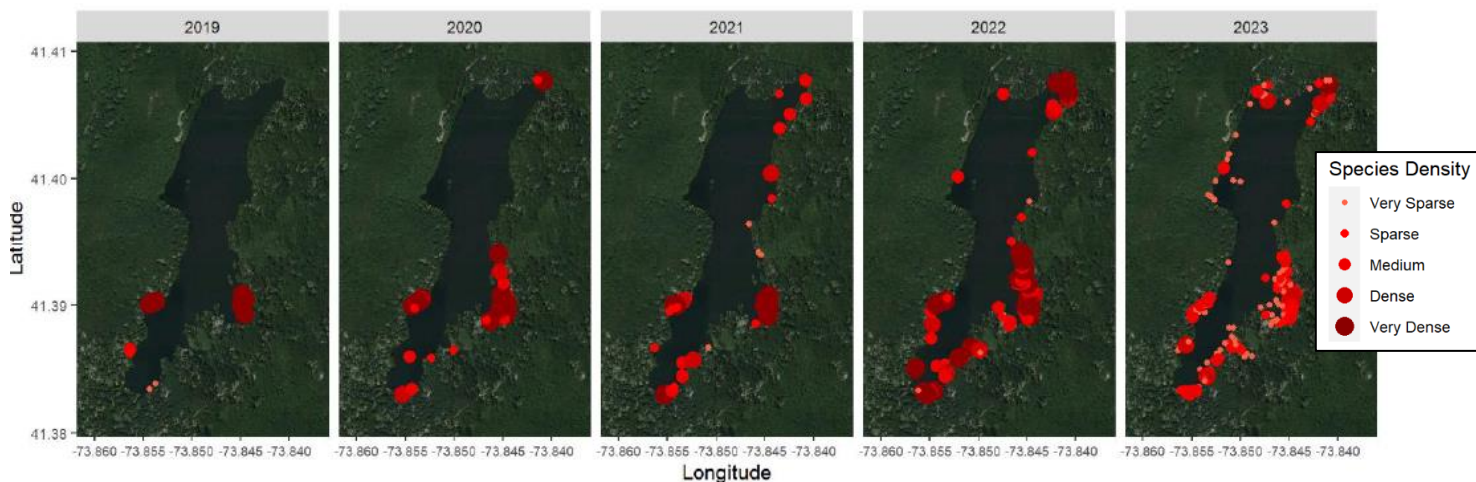 2019 2020 2021 2022 2023
41.41
41.40
41.39
41.38
Latitude
-73.860 -73.855 -73.850 -73.845 -73.840 -73.860 -73.855 -73.850 -73.845 -73.840 -73.860 -73.855 -73.850 -73.845 -73.840 -73.860 -73.855 -73.850 -73.845 -73.840 -73.860 -73.855 -73.850 -73.845 -73.840
Longitude
Species Density
Very Sparse
Sparse
Medium
Dense
Very Dense